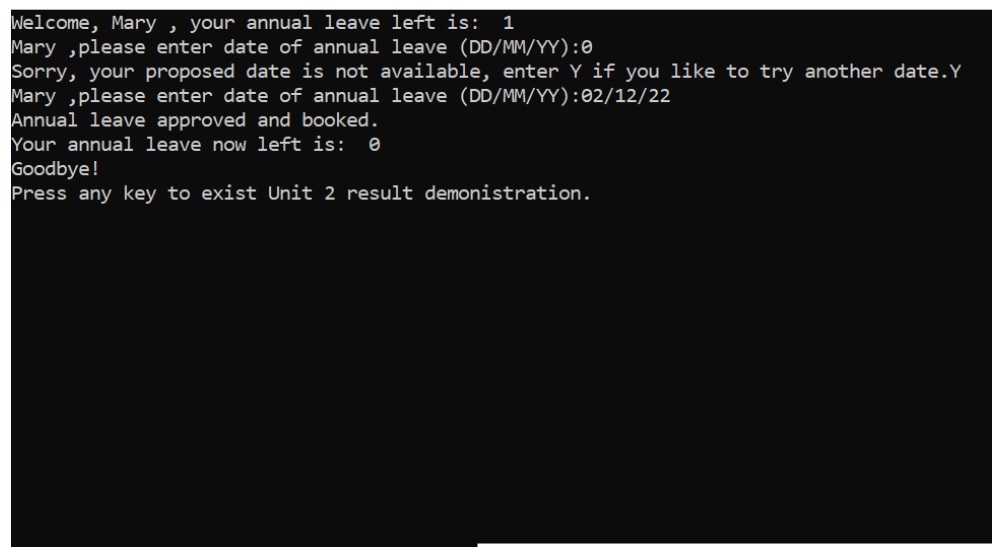 Welcome, Mary , your annual leave left is:  1
Mary ,please enter date of annual leave (DD/MM/YY):0
Sorry, your proposed date is not available, enter Y if you like to try another date.Y
Mary ,please enter date of annual leave (DD/MM/YY):02/12/22
Annual leave approved and booked.
Your annual leave now left is:  0
Goodbye!
Press any key to exist Unit 2 result demonistration.